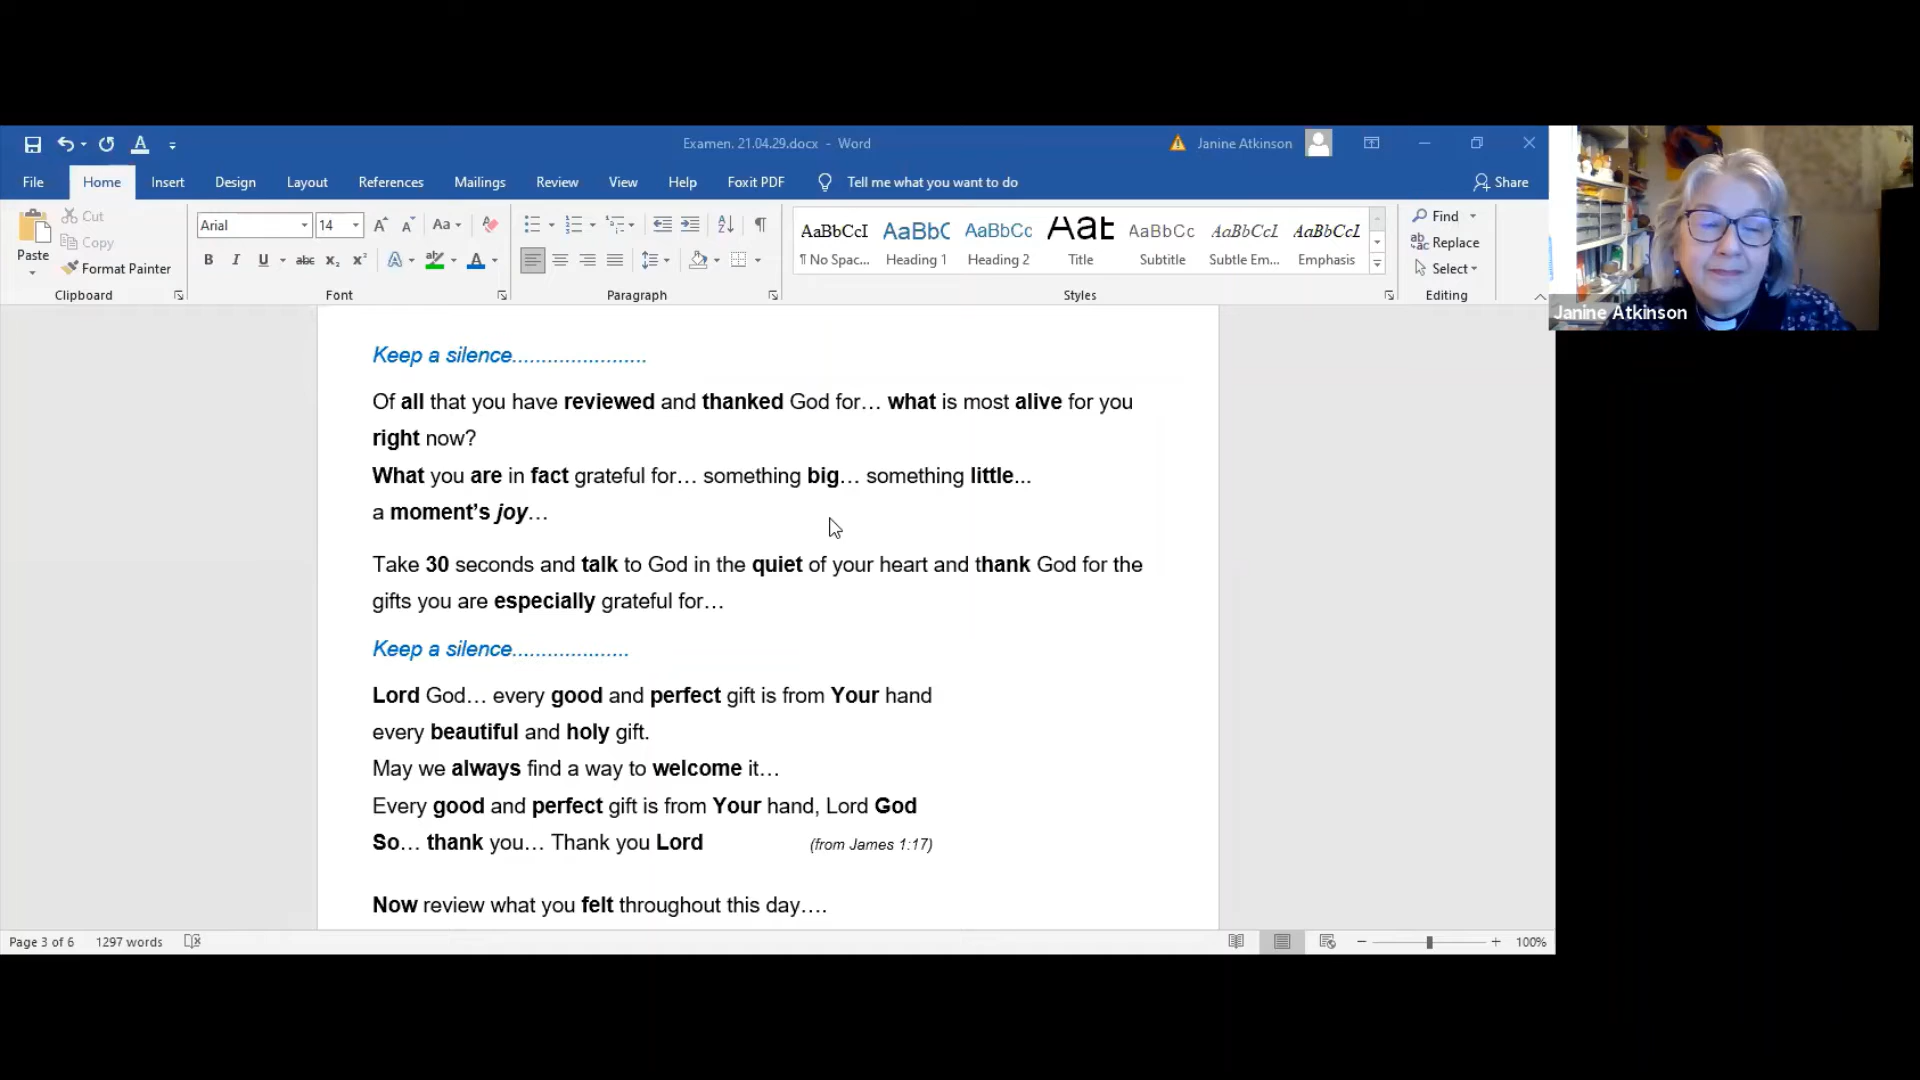 Examen. 21.04.29.docx - Word
Janine Atkinson
File Home Insert Design Layout References Mailings Review View Help Foxit PDF Tell me what you want to do Share
Paste
Cut
Copy
Format Painter
Clipboard
Arial 14
Font
Paragraph
AaBbCcI AaBbC AaBbCc Aab AaBbCc AaBbCcI AaBbCcI
¶ No Spac... Heading 1 Heading 2 Title Subtitle Subtle Em... Emphasis
Styles
Find
Replace
Select
Editing
Janine Atkinson
Keep a silence.......................
Of all that you have reviewed and thanked God for… what is most alive for you
right now?
What you are in fact grateful for… something big… something little...
a moment’s joy…
Take 30 seconds and talk to God in the quiet of your heart and thank God for the
gifts you are especially grateful for…
Keep a silence....................
Lord God… every good and perfect gift is from Your hand
every beautiful and holy gift.
May we always find a way to welcome it…
Every good and perfect gift is from Your hand, Lord God
So… thank you… Thank you Lord (from James 1:17)
Now review what you felt throughout this day….
Page 3 of 6 1297 words 100%